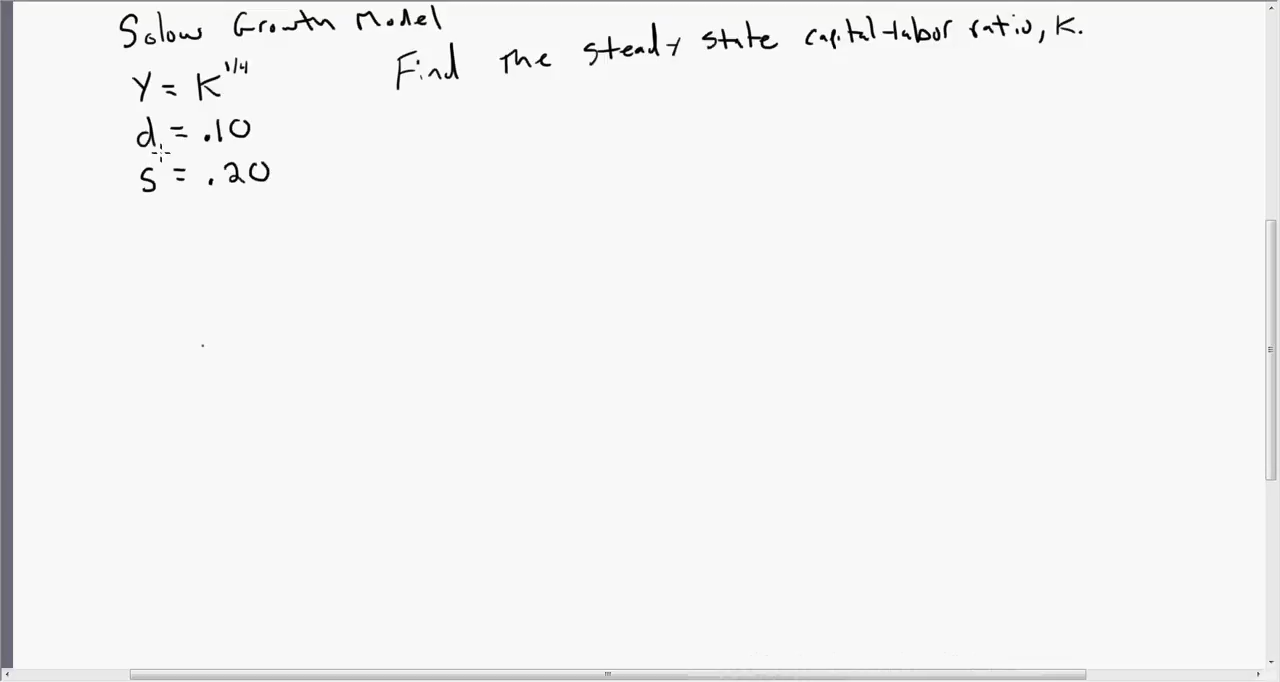 Solow Growth Model
Find the steady state capital-labor ratio, K.
Y = K^1/4
d = .10
s = .20